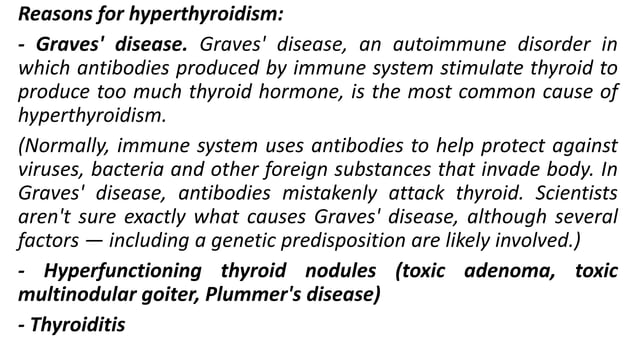 Reasons for hyperthyroidism:
- Graves' disease. Graves' disease, an autoimmune disorder in
which antibodies produced by immune system stimulate thyroid to
produce too much thyroid hormone, is the most common cause of
hyperthyroidism.
(Normally, immune system uses antibodies to help protect against
viruses, bacteria and other foreign substances that invade body. In
Graves' disease, antibodies mistakenly attack thyroid. Scientists
aren't sure exactly what causes Graves' disease, although several
factors — including a genetic predisposition are likely involved.)
- Hyperfunctioning thyroid nodules (toxic adenoma, toxic
multinodular goiter, Plummer's disease)
- Thyroiditis